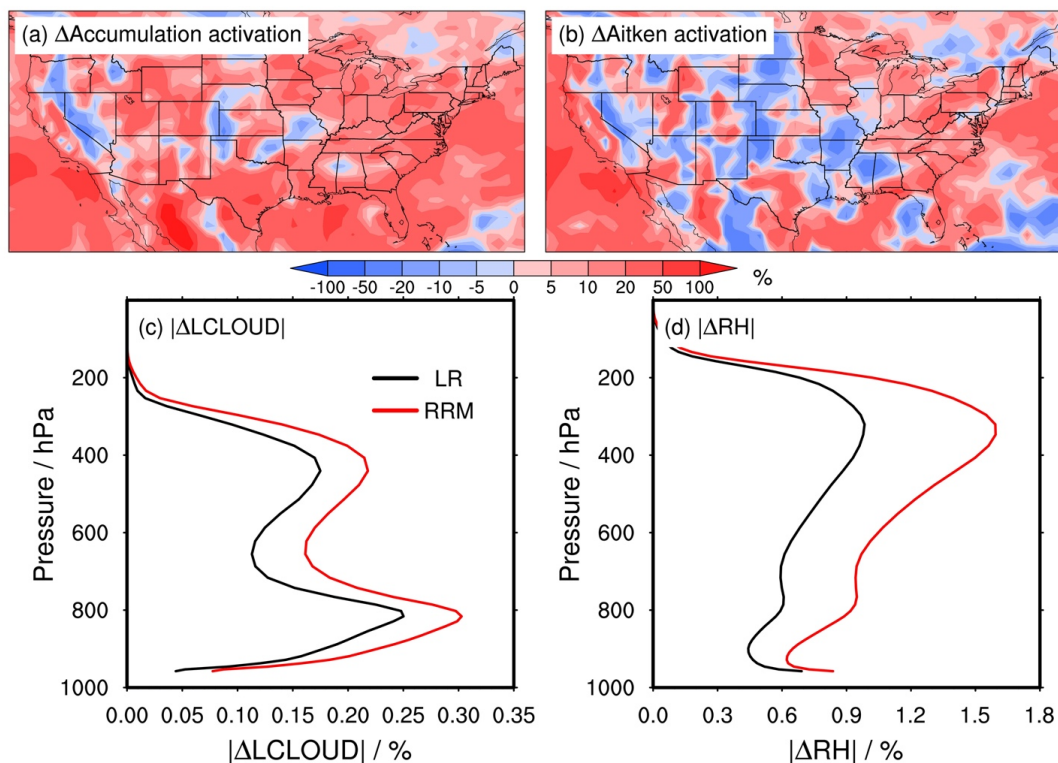 (a) ΔAccumulation activation
(b) ΔAitken activation
-100 -50 -20 -10 -5 0 5 10 20 50 100 %
(c) |ΔLCLOUD|
LR
RRM
200
400
600
800
1000
Pressure / hPa
0.00 0.05 0.10 0.15 0.20 0.25 0.30 0.35
|ΔLCLOUD| / %
(d) |ΔRH|
200
400
600
800
1000
Pressure / hPa
0.0 0.3 0.6 0.9 1.2 1.5 1.8
|ΔRH| / %